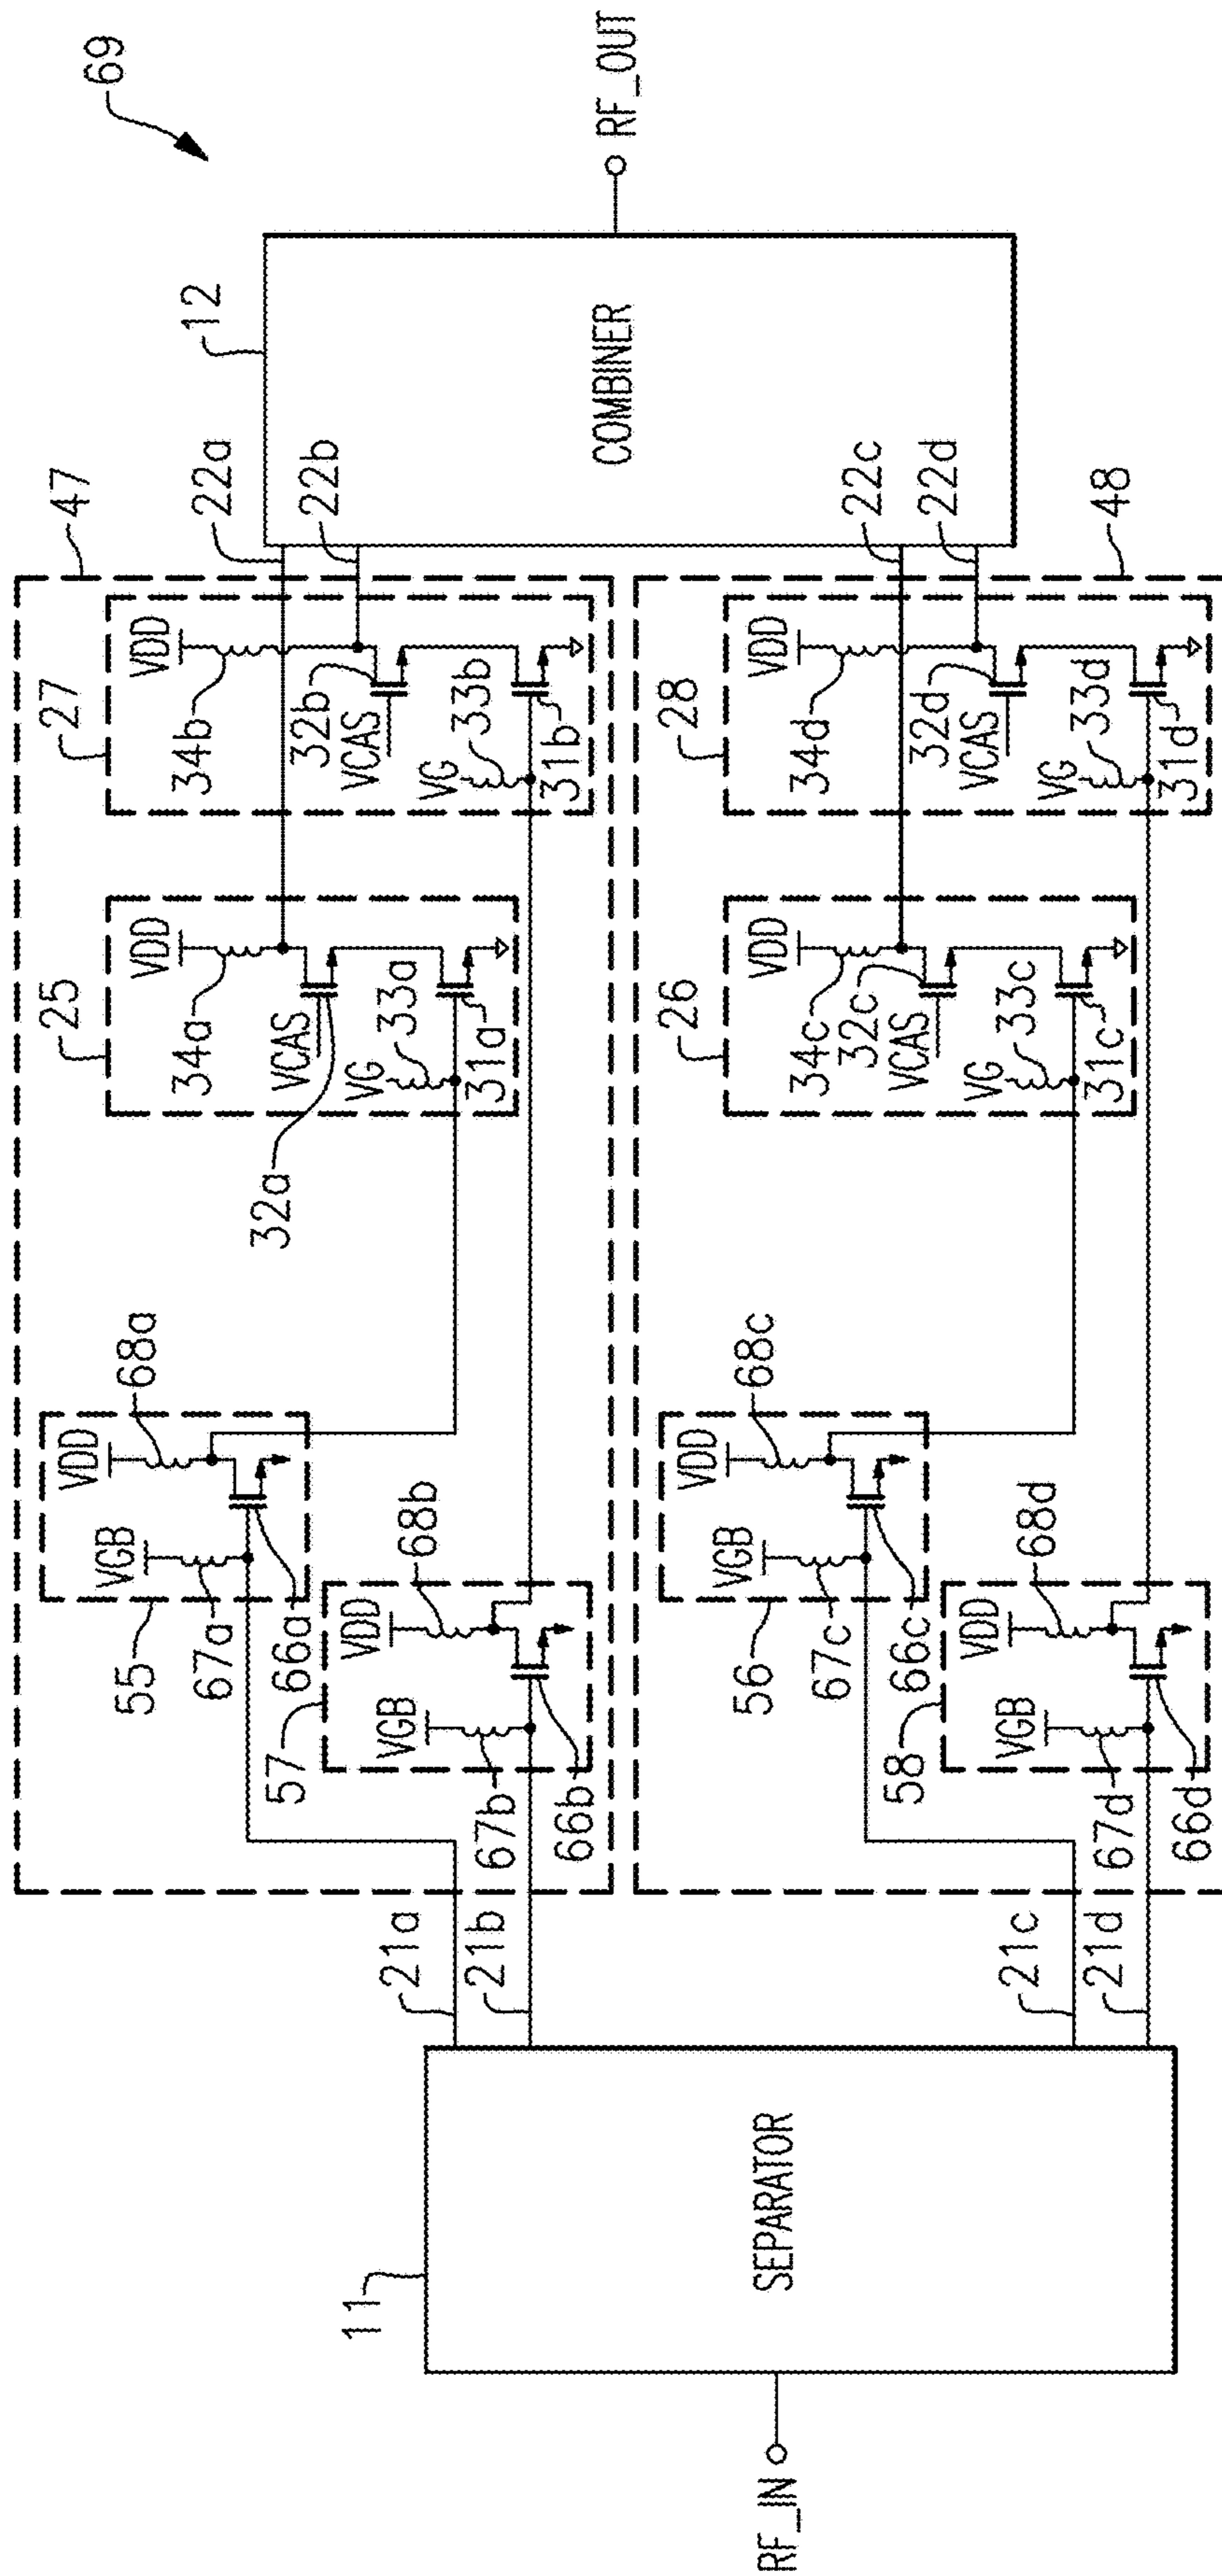 69
RF_IN
11
SEPARATOR
21a
21b
21c
21d
47
55
VGB
67a
VDD
68a
66a
57
VGB
67b
VDD
68b
66b
25
VDD
34a
VCAS
32a
VG
33a
31a
27
VDD
34b
32b
VCAS
VG
33b
31b
48
56
VGB
67c
VDD
68c
66c
58
VGB
67d
VDD
68d
66d
26
VDD
34c
32c
VCAS
VG
33c
31c
28
VDD
34d
32d
VCAS
VG
33d
31d
22a
22b
22c
22d
12
COMBINER
RF_OUT